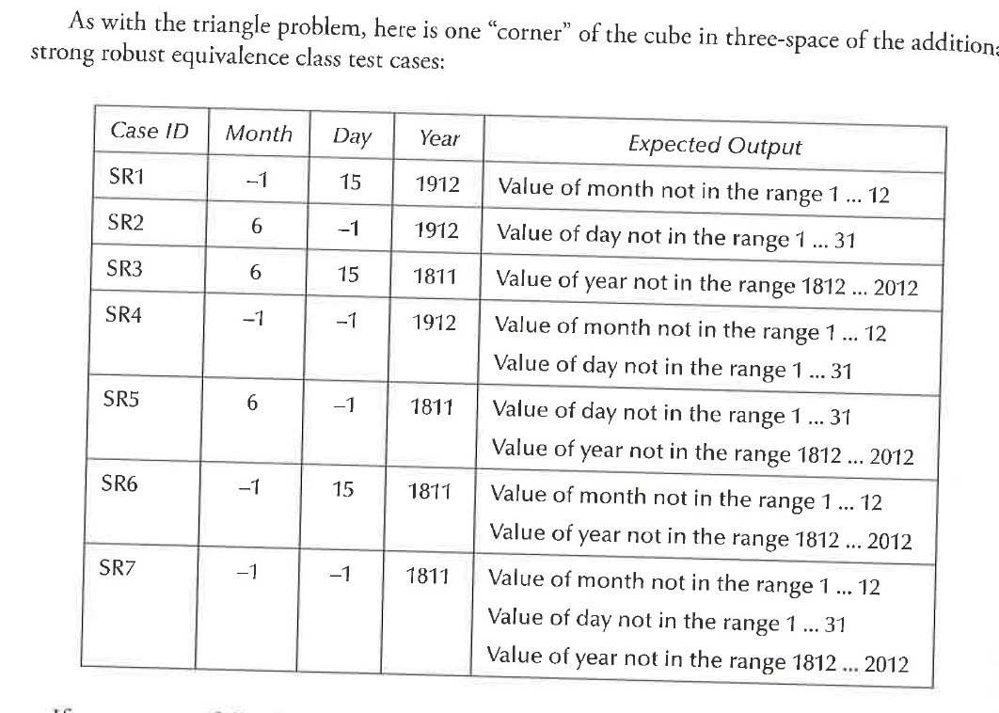 As with the triangle problem, here is one “corner” of the cube in three-space of the
strong robust equivalence class test cases:
Case ID Month Day Year Expected Output
SR1 –1 15 1912 Value of month not in the range 1 ... 12
SR2 6 –1 1912 Value of day not in the range 1 ... 31
SR3 6 15 1811 Value of year not in the range 1812 ... 2012
SR4 –1 –1 1912 Value of month not in the range 1 ... 12
Value of day not in the range 1 ... 31
SR5 6 –1 1811 Value of day not in the range 1 ... 31
Value of year not in the range 1812 ... 2012
SR6 –1 15 1811 Value of month not in the range 1 ... 12
Value of year not in the range 1812 ... 2012
SR7 –1 –1 1811 Value of month not in the range 1 ... 12
Value of day not in the range 1 ... 31
Value of year not in the range 1812 ... 2012